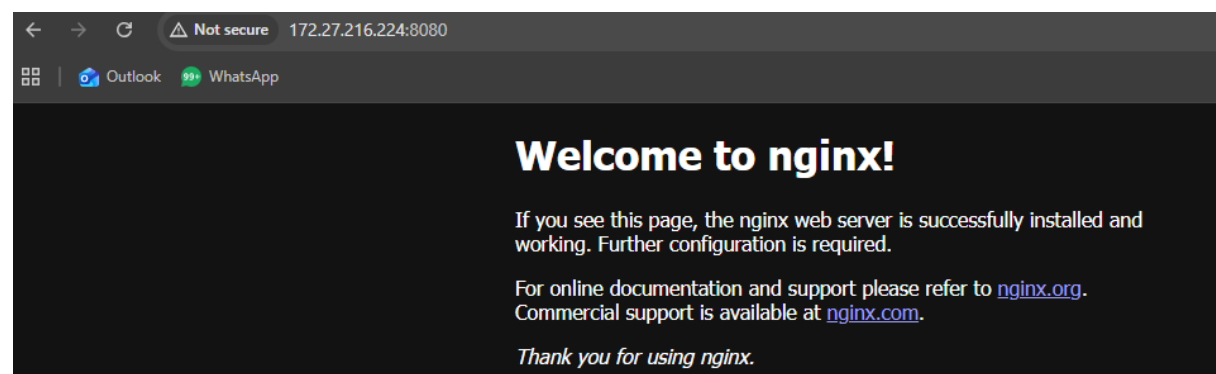 Not secure 172.27.216.224:8080
Outlook 99+ WhatsApp
Welcome to nginx!
If you see this page, the nginx web server is successfully installed and
working. Further configuration is required.
For online documentation and support please refer to nginx.org.
Commercial support is available at nginx.com.
Thank you for using nginx.